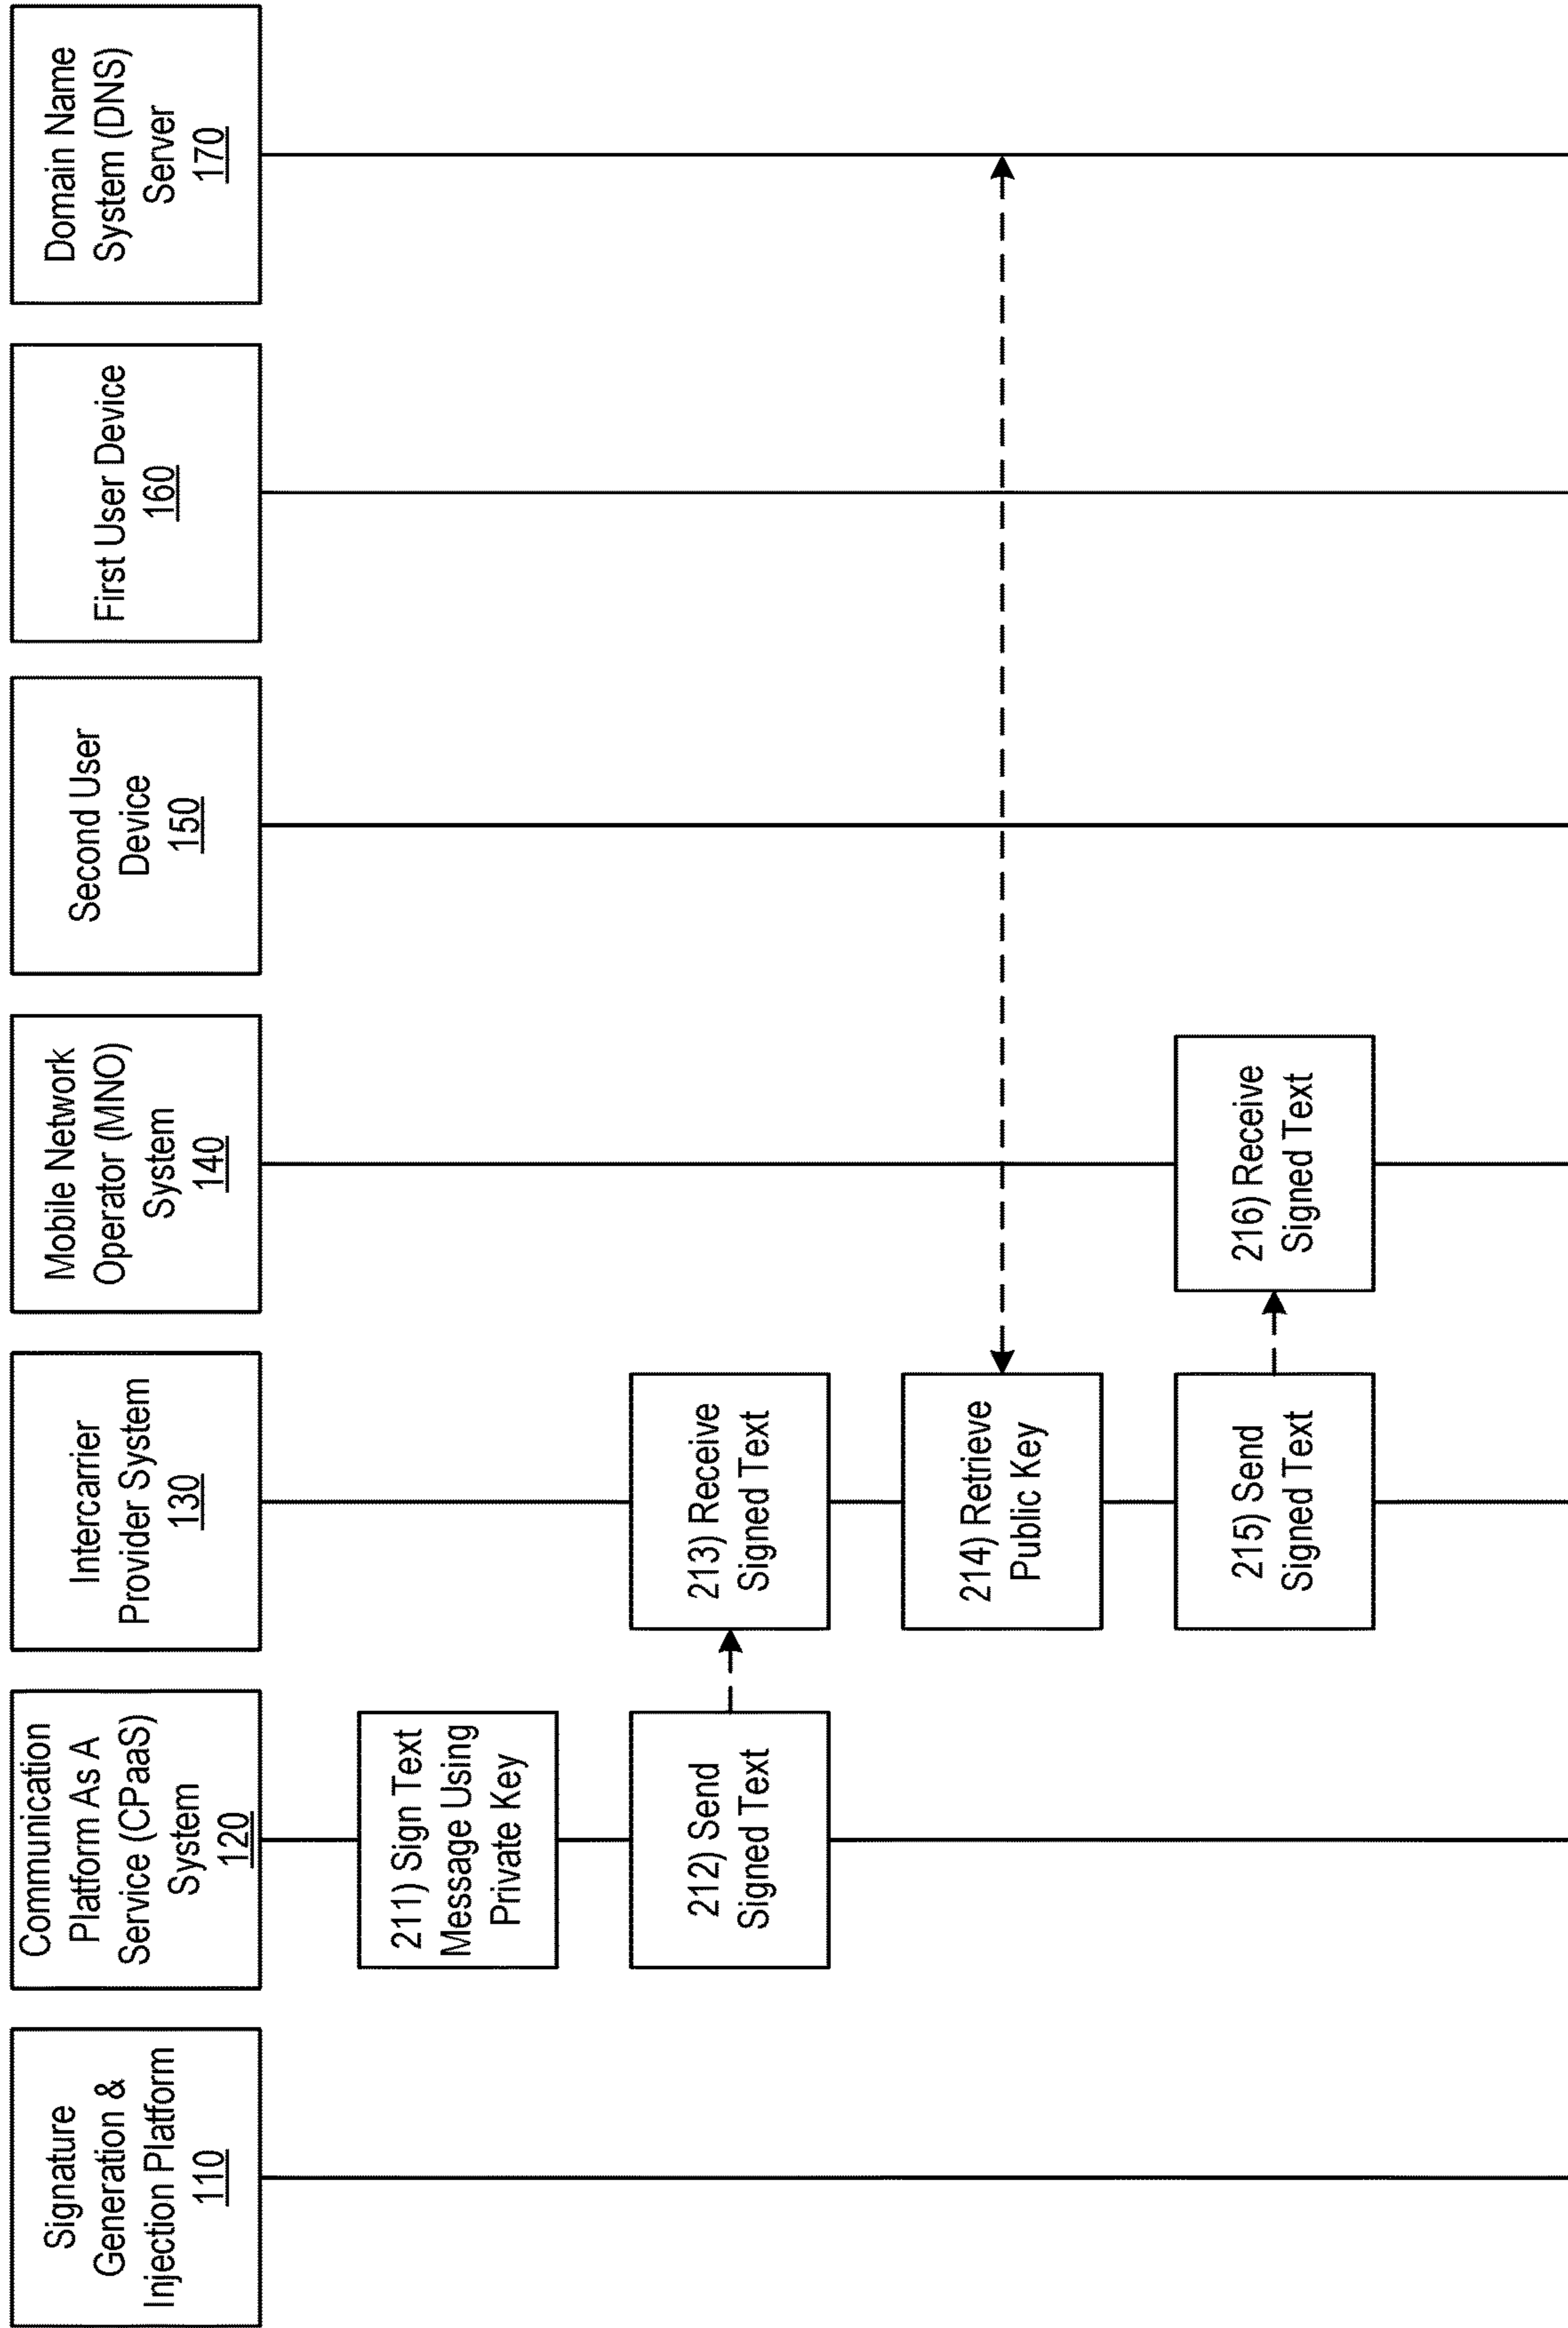 Signature
Generation &
Injection Platform
110
Communication
Platform As A
Service (CPaaS)
System
120
Intercarrier
Provider System
130
Mobile Network
Operator (MNO)
System
140
Second User
Device
150
First User Device
160
Domain Name
System (DNS)
Server
170
211) Sign Text
Message Using
Private Key
212) Send
Signed Text
213) Receive
Signed Text
214) Retrieve
Public Key
215) Send
Signed Text
216) Receive
Signed Text